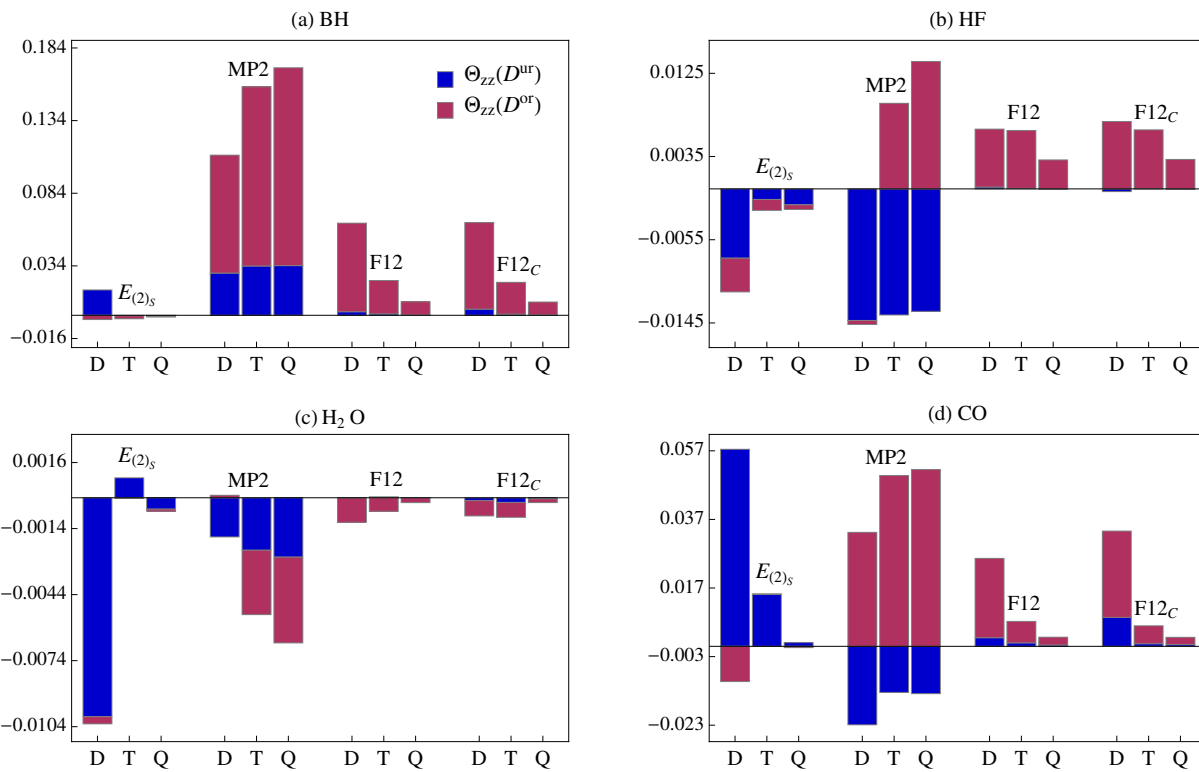 (a) BH
0.184
0.134
0.084
0.034
−0.016
MP2
Θzz(D^ur)
Θzz(D^or)
E(2)S
F12
F12C
D T Q D T Q D T Q D T Q
(b) HF
0.0125
0.0035
−0.0055
−0.0145
E(2)S
MP2
F12
F12C
D T Q D T Q D T Q D T Q
(c) H₂ O
0.0016
−0.0014
−0.0044
−0.0074
−0.0104
E(2)S
MP2
F12
F12C
D T Q D T Q D T Q D T Q
(d) CO
0.057
0.037
0.017
−0.003
−0.023
MP2
E(2)S
F12
F12C
D T Q D T Q D T Q D T Q